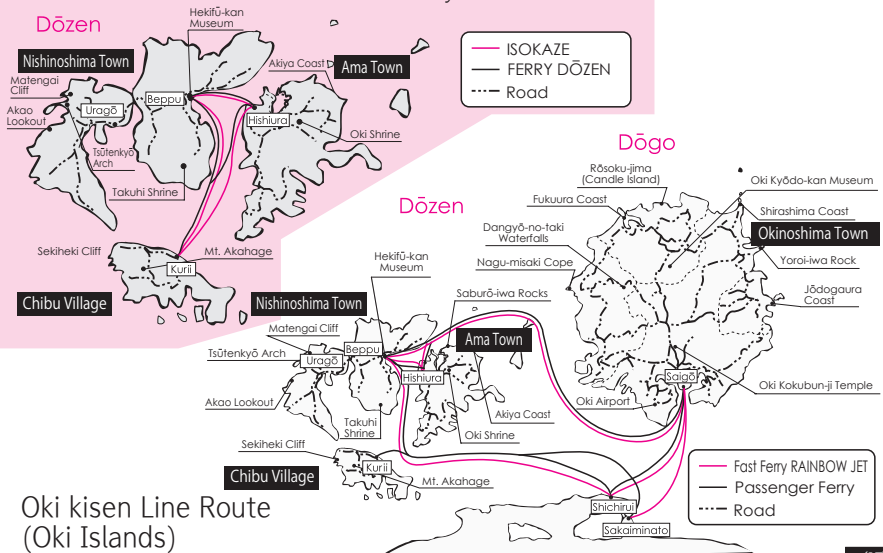 Hekifū-kan
Museum
Dōzen
Nishinoshima Town
Akiya Coast
Ama Town
ISOKAZE
FERRY DŌZEN
Road
Matengai
Cliff
Beppu
Uragō
Akao
Lookout
Hishiura
Oki Shrine
Tsūtenkyō
Arch
Takuhi Shrine
Sekiheki Cliff
Mt. Akahage
Kurii
Chibu Village
Dōgo
Rōsoku-jima
(Candle Island)
Oki Kyōdo-kan Museum
Fukuura Coast
Shirashima Coast
Dōzen
Dangyō-no-taki
Waterfalls
Okinoshima Town
Hekifū-kan
Museum
Nagu-misaki Cope
Yoroi-iwa Rock
Nishinoshima Town
Saburō-iwa Rocks
Jōdogaura
Coast
Matengai Cliff
Ama Town
Tsūtenkyō Arch
Beppu
Uragō
Hishiura
Saigō
Oki Kokubun-ji Temple
Akao Lookout
Oki Airport
Takuhi
Shrine
Akiya Coast
Oki Shrine
Sekiheki Cliff
Kurii
Chibu Village
Mt. Akahage
Fast Ferry RAINBOW JET
Passenger Ferry
Road
Shichirui
Sakaiminato
Oki kisen Line Route
(Oki Islands)